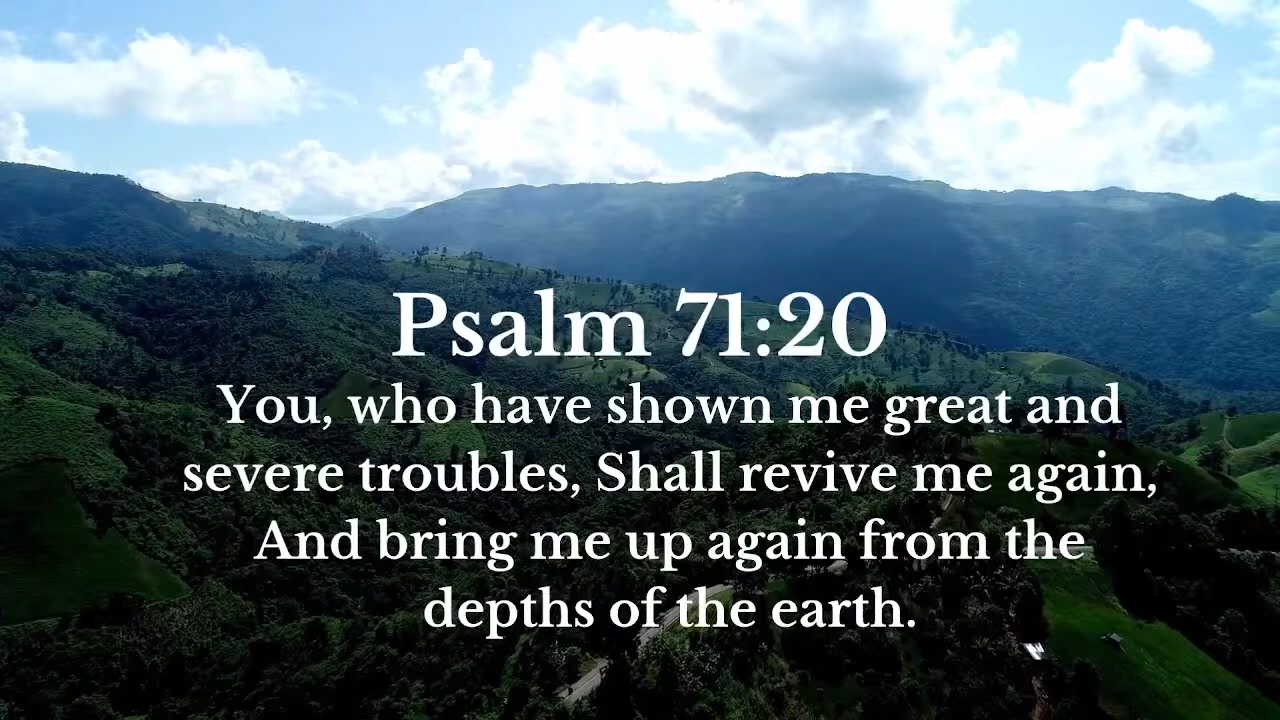 Psalm 71:20
You, who have shown me great and
severe troubles, Shall revive me again,
And bring me up again from the
depths of the earth.